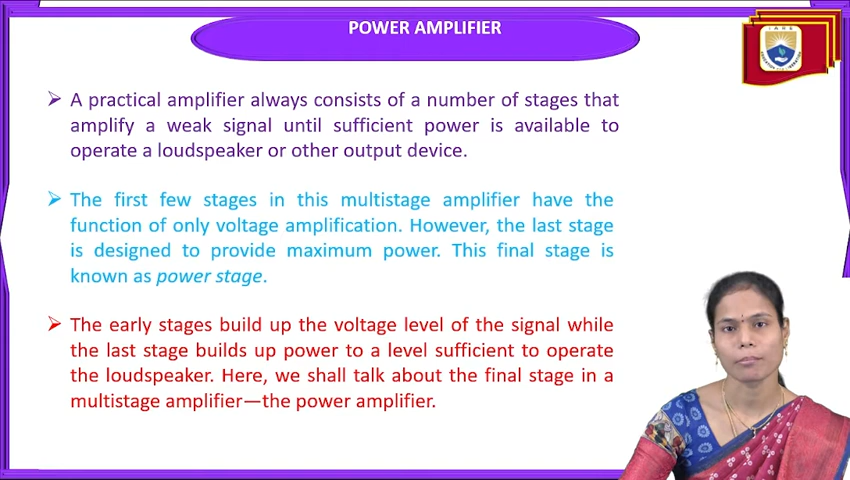 POWER AMPLIFIER
➢ A practical amplifier always consists of a number of stages that
amplify a weak signal until sufficient power is available to
operate a loudspeaker or other output device.
➢ The first few stages in this multistage amplifier have the
function of only voltage amplification. However, the last stage
is designed to provide maximum power. This final stage is
known as power stage.
➢ The early stages build up the voltage level of the signal while
the last stage builds up power to a level sufficient to operate
the loudspeaker. Here, we shall talk about the final stage in a
multistage amplifier—the power amplifier.